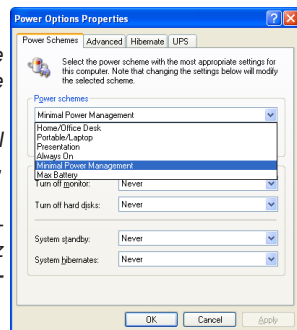 Power Options Properties
Power Schemes Advanced Hibernate UPS
Select the power scheme with the most appropriate settings for
this computer. Note that changing the settings below will modify
the selected scheme.
Power schemes
Minimal Power Management
Home/Office Desk
Portable/Laptop
Presentation
Always On
Minimal Power Management
Max Battery
Turn off monitor: Never
Turn off hard disks: Never
System standby: Never
System hibernates: Never
OK Cancel Apply